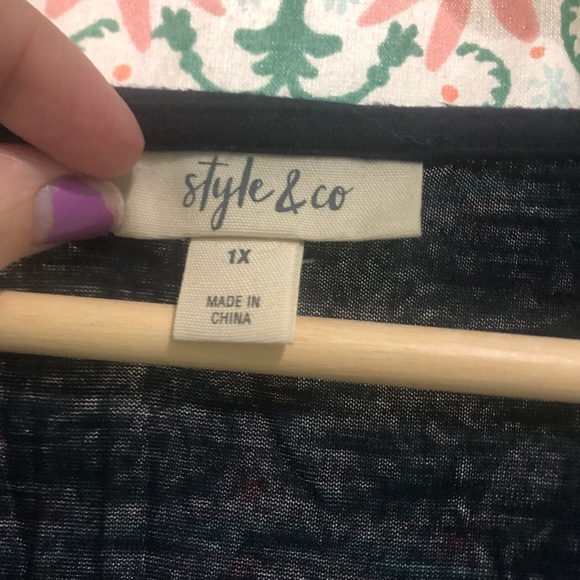 style & co
1X
MADE IN
CHINA